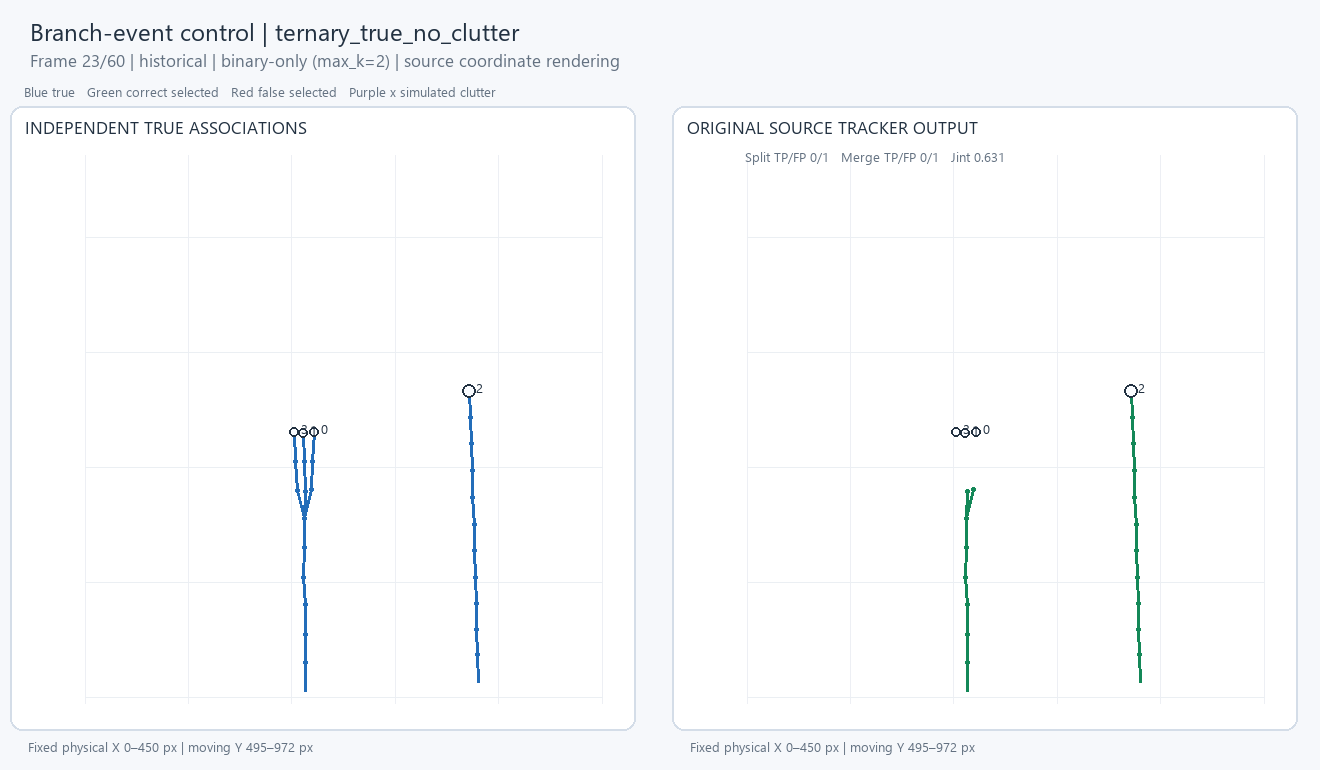 Branch-event control | ternary_true_no_clutter
Frame 23/60 | historical | binary-only (max_k=2) | source coordinate rendering
Blue true Green correct selected Red false selected Purple x simulated clutter
INDEPENDENT TRUE ASSOCIATIONS
2
0
Fixed physical X 0–450 px | moving Y 495–972 px
ORIGINAL SOURCE TRACKER OUTPUT
Split TP/FP 0/1 Merge TP/FP 0/1 Jint 0.631
2
0
Fixed physical X 0–450 px | moving Y 495–972 px